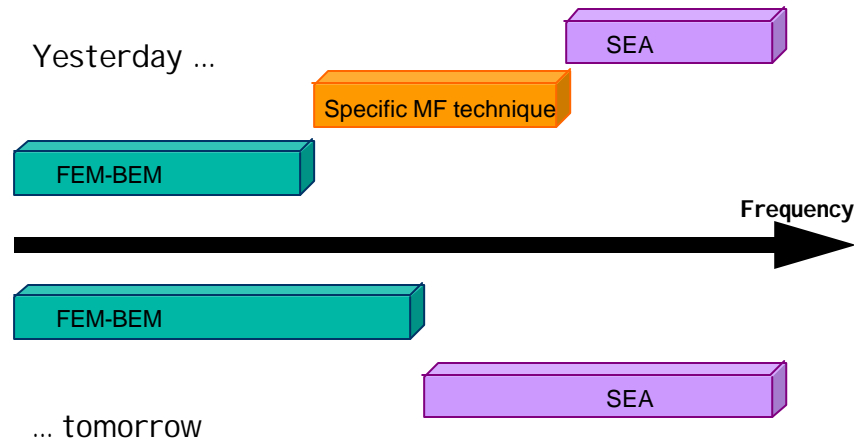 SEA
Yesterday ...
Specific MF technique
FEM-BEM
Frequency
FEM-BEM
SEA
... tomorrow